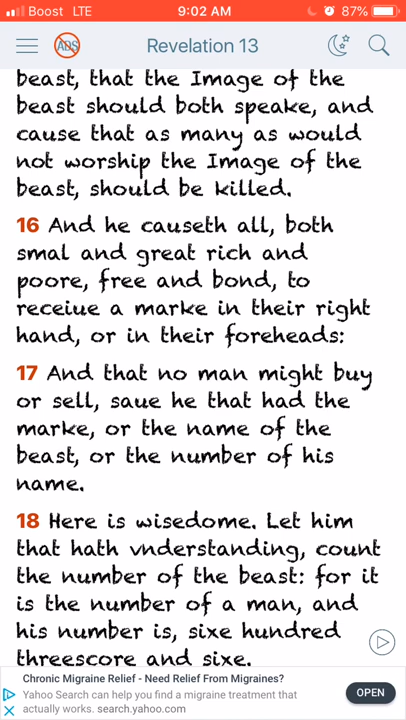 Boost LTE 9:02 AM 87%
ADS Revelation 13
beast, that the Image of the
beast should both speake, and
cause that as many as would
not worship the Image of the
beast, should be killed.
16 And he causeth all, both
smal and great rich and
poore, free and bond, to
receiue a marke in their right
hand, or in their foreheads:
17 And that no man might buy
or sell, saue he that had the
marke, or the name of the
beast, or the number of his
name.
18 Here is wisedome. Let him
that hath vnderstanding, count
the number of the beast: for it
is the number of a man, and
his number is, sixe hundred
threescore and sixe.
Chronic Migraine Relief - Need Relief From Migraines?
Yahoo Search can help you find a migraine treatment that
actually works. search.yahoo.com
OPEN